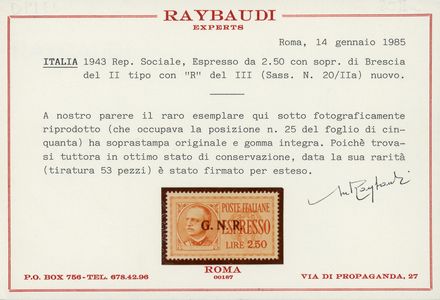 RAYBAUDI
EXPERTS
Roma, 14 gennaio 1985
ITALIA 1943 Rep. Sociale, Espresso da 2.50 con sopr. di Brescia
del II tipo con "R" del III (Sass. N. 20/IIa) nuovo.
A nostro parere il raro esemplare qui sotto fotograficamente
riprodotto (che occupava la posizione n. 25 del foglio di cin-
quanta) ha soprastampa originale e gomma integra. Poichè trova-
si tuttora in ottimo stato di conservazione, data la sua rarità
(tiratura 53 pezzi) è stato firmato per esteso.
Raybaudi
POSTE ITALIANE
G.N.R.
ESPRESSO
LIRE 2,50
P.O. BOX 756-TEL. 678.42.96
ROMA
00187
VIA DI PROPAGANDA, 27